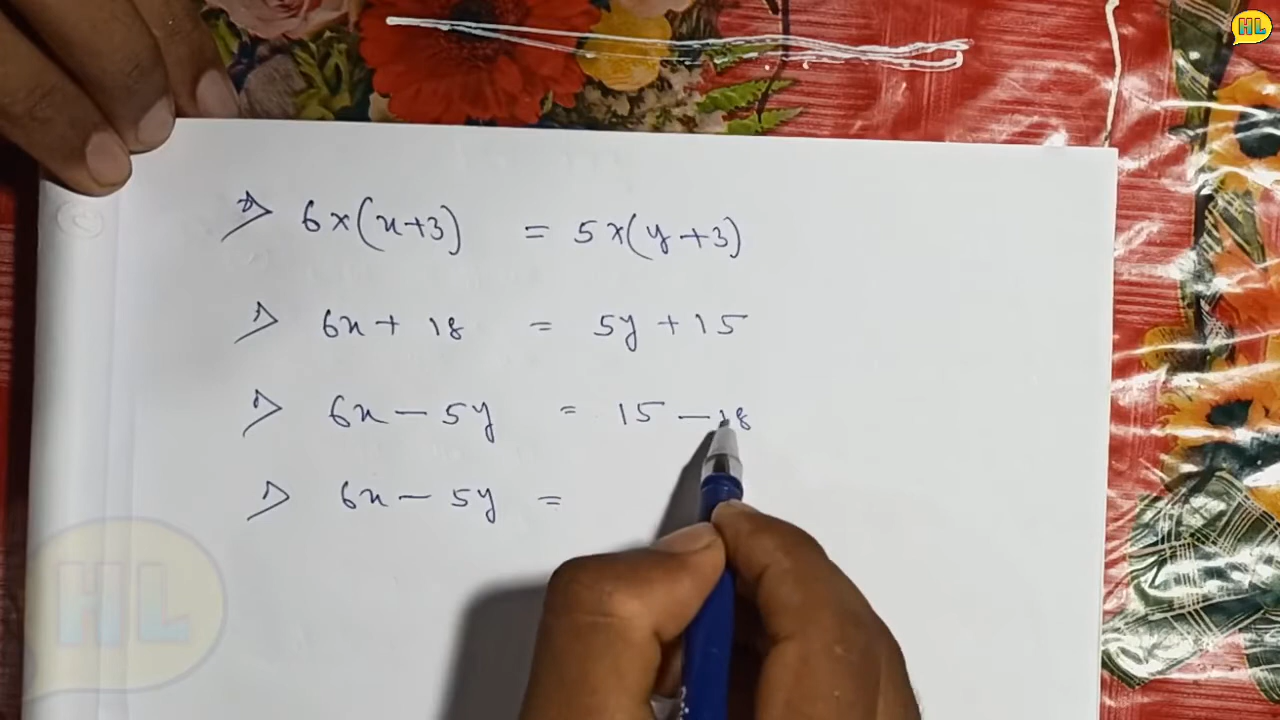 HL
⇒ 6×(x+3) = 5×(y+3)
⇒ 6x + 18 = 5y + 15
⇒ 6x - 5y = 15 - 18
⇒ 6x - 5y =
HL